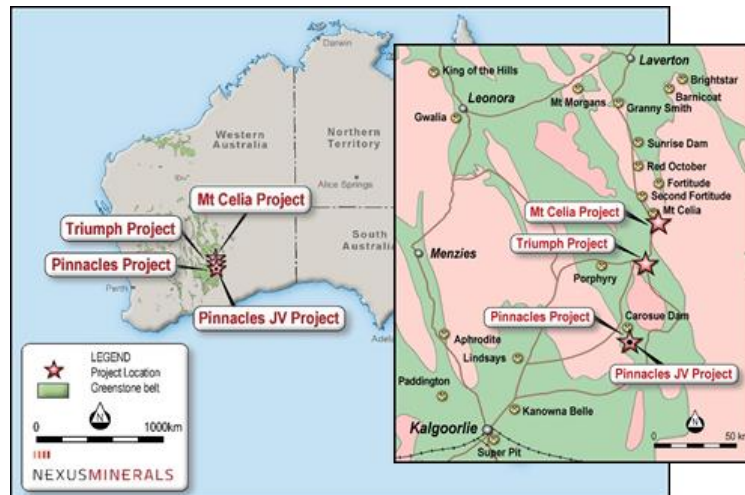 Darwin
Western
Australia
Northern
Territory
Alice Springs
South
Australia
Perth
Adela
Mt Celia Project
Triumph Project
Pinnacles Project
Pinnacles JV Project
LEGEND
Project Location
Greenstone belt
N
0 1000km
NEXUSMINERALS
King of the Hills
Laverton
Leonora
Mt Morgans
Brightstar
Barnicoat
Granny Smith
Gwalia
Sunrise Dam
Red October
Fortitude
Second Fortitude
Mt Celia Project
Mt Celia
Triumph Project
Menzies
Porphyry
Pinnacles Project
Carosue Dam
Aphrodite
Lindsays
Pinnacles JV Project
Paddington
Kanowna Belle
Kalgoorlie
Super Pit
N
0 50 k